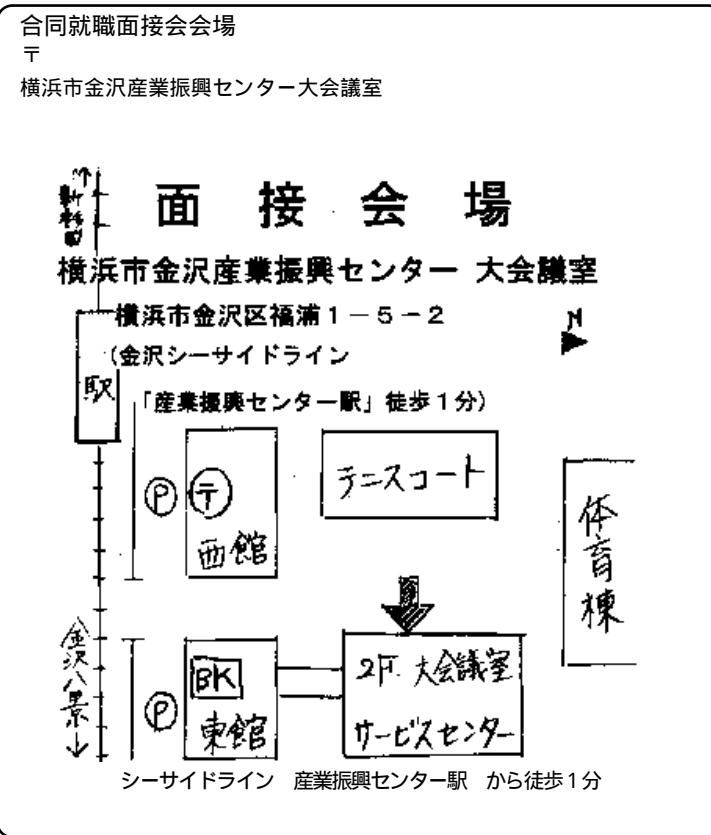 合同就職面接会会場
〒
横浜市金沢産業振興センター大会議室
↑新杉田
面接会場
横浜市金沢産業振興センター 大会議室
横浜市金沢区福浦1－5－2
N
（金沢シーサイドライン
駅
「産業振興センター駅」徒歩1分）
テニスコート
P
〒
西館
体育棟
金沢八景→
BK
2F. 大会議室
P
東館
サービスセンター
シーサイドライン 産業振興センター駅 から徒歩１分